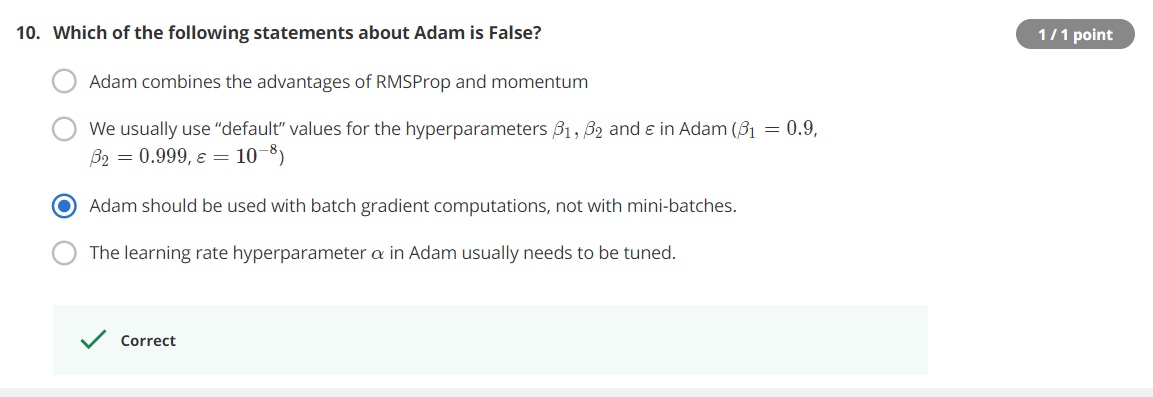 10. Which of the following statements about Adam is False?
1 / 1 point
Adam combines the advantages of RMSProp and momentum
We usually use “default” values for the hyperparameters β₁, β₂ and ε in Adam (β₁ = 0.9,
β₂ = 0.999, ε = 10⁻⁸)
Adam should be used with batch gradient computations, not with mini-batches.
The learning rate hyperparameter α in Adam usually needs to be tuned.
Correct